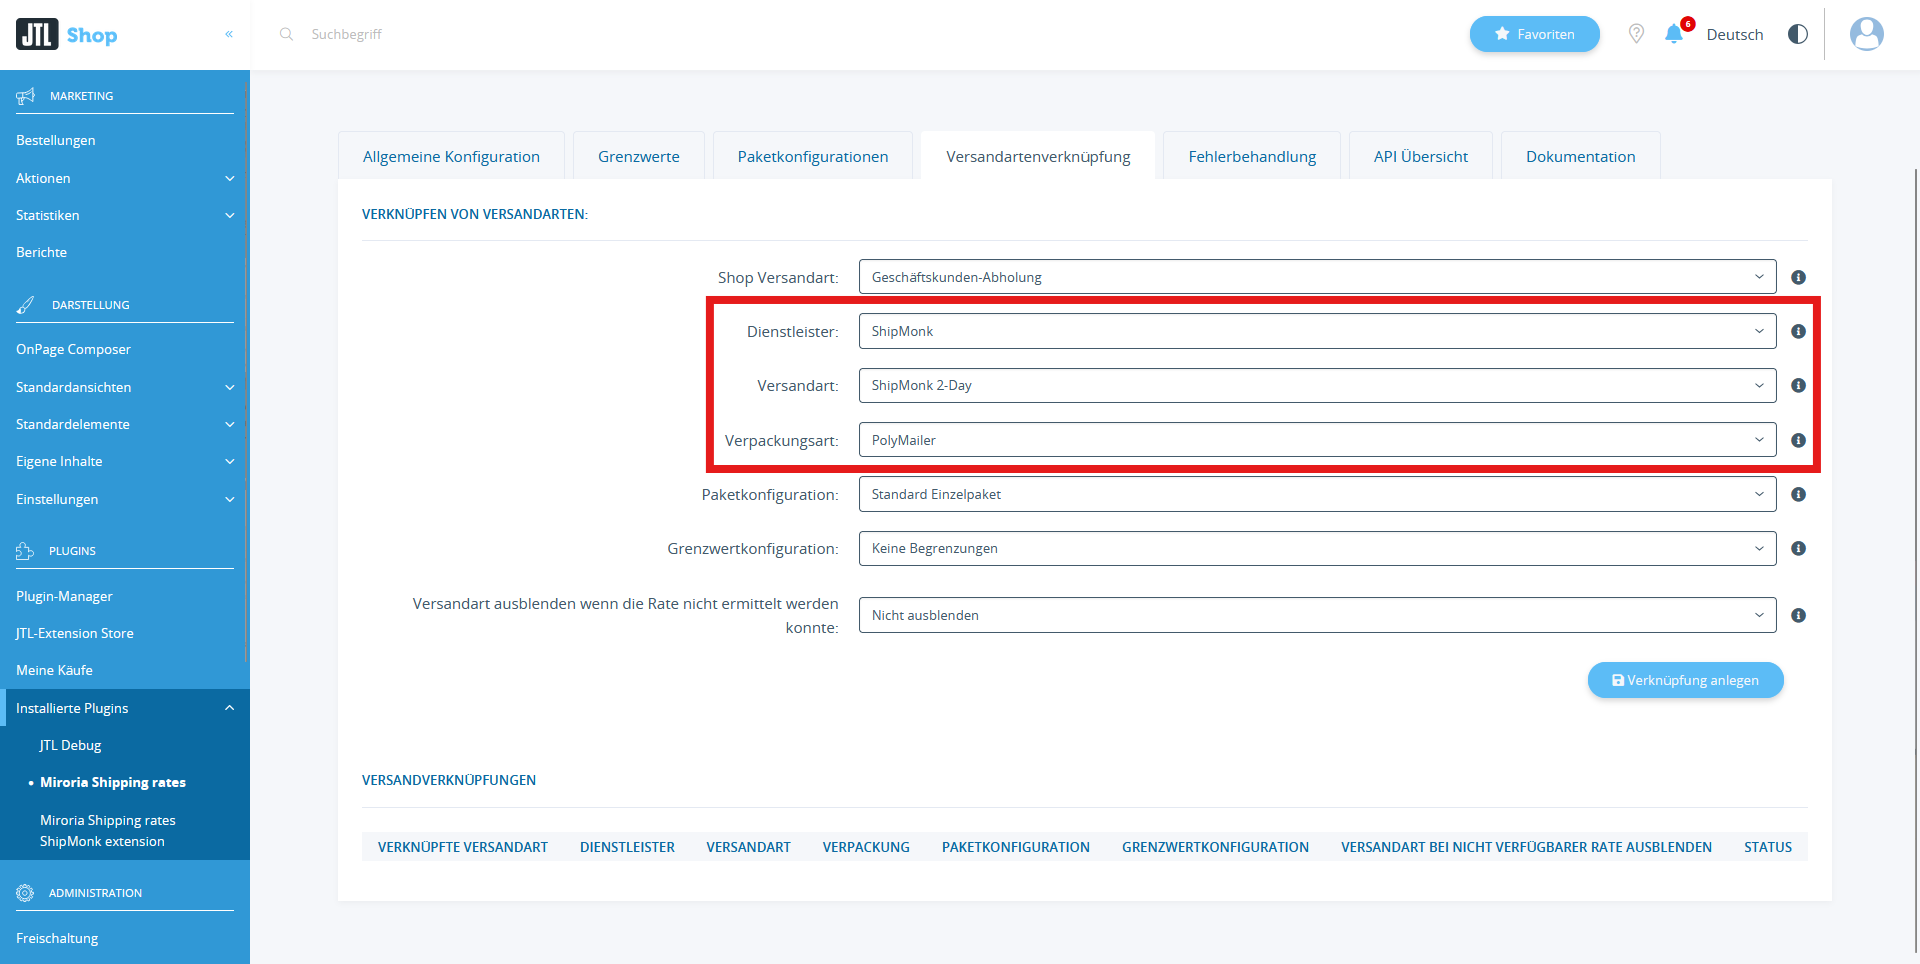 JTL Shop
«
Suchbegriff
Favoriten
6
Deutsch
MARKETING
Bestellungen
Aktionen
Statistiken
Berichte
DARSTELLUNG
OnPage Composer
Standardansichten
Standardelemente
Eigene Inhalte
Einstellungen
PLUGINS
Plugin-Manager
JTL-Extension Store
Meine Käufe
Installierte Plugins
JTL Debug
• Miroria Shipping rates
Miroria Shipping rates
ShipMonk extension
ADMINISTRATION
Freischaltung
Allgemeine Konfiguration
Grenzwerte
Paketkonfigurationen
Versandartenverknüpfung
Fehlerbehandlung
API Übersicht
Dokumentation
VERKNÜPFEN VON VERSANDARTEN:
Shop Versandart: Geschäftskunden-Abholung
Dienstleister: ShipMonk
Versandart: ShipMonk 2-Day
Verpackungsart: PolyMailer
Paketkonfiguration: Standard Einzelpaket
Grenzwertkonfiguration: Keine Begrenzungen
Versandart ausblenden wenn die Rate nicht ermittelt werden
konnte: Nicht ausblenden
Verknüpfung anlegen
VERSANDVERKNÜPFUNGEN
VERKNÜPFTE VERSANDART DIENSTLEISTER VERSANDART VERPACKUNG PAKETKONFIGURATION GRENZWERTKONFIGURATION VERSANDART BEI NICHT VERFÜGBARER RATE AUSBLENDEN STATUS